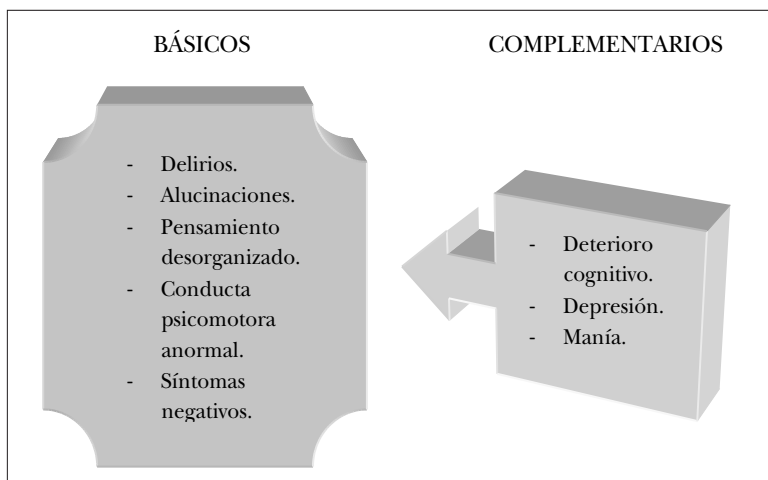 BÁSICOS
- Delirios.
- Alucinaciones.
- Pensamiento
desorganizado.
- Conducta
psicomotora
anormal.
- Síntomas
negativos.
COMPLEMENTARIOS
- Deterioro
cognitivo.
- Depresión.
- Manía.